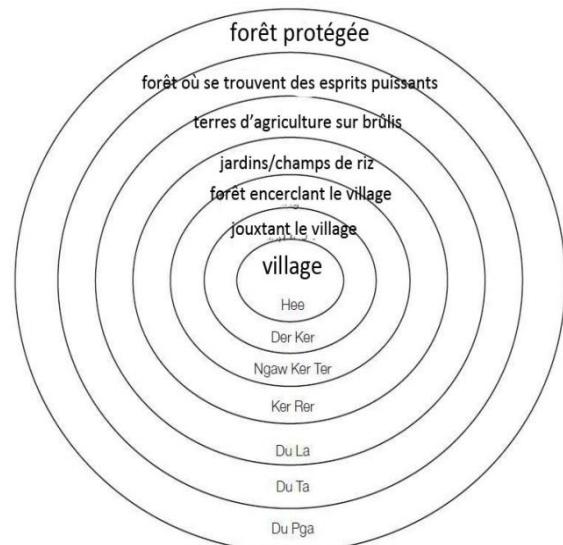 forêt protégée
forêt où se trouvent des esprits puissants
terres d’agriculture sur brûlis
jardins/champs de riz
forêt encerclant le village
jouxtant le village
village
Hee
Der Ker
Ngaw Ker Ter
Ker Rer
Du La
Du Ta
Du Pga